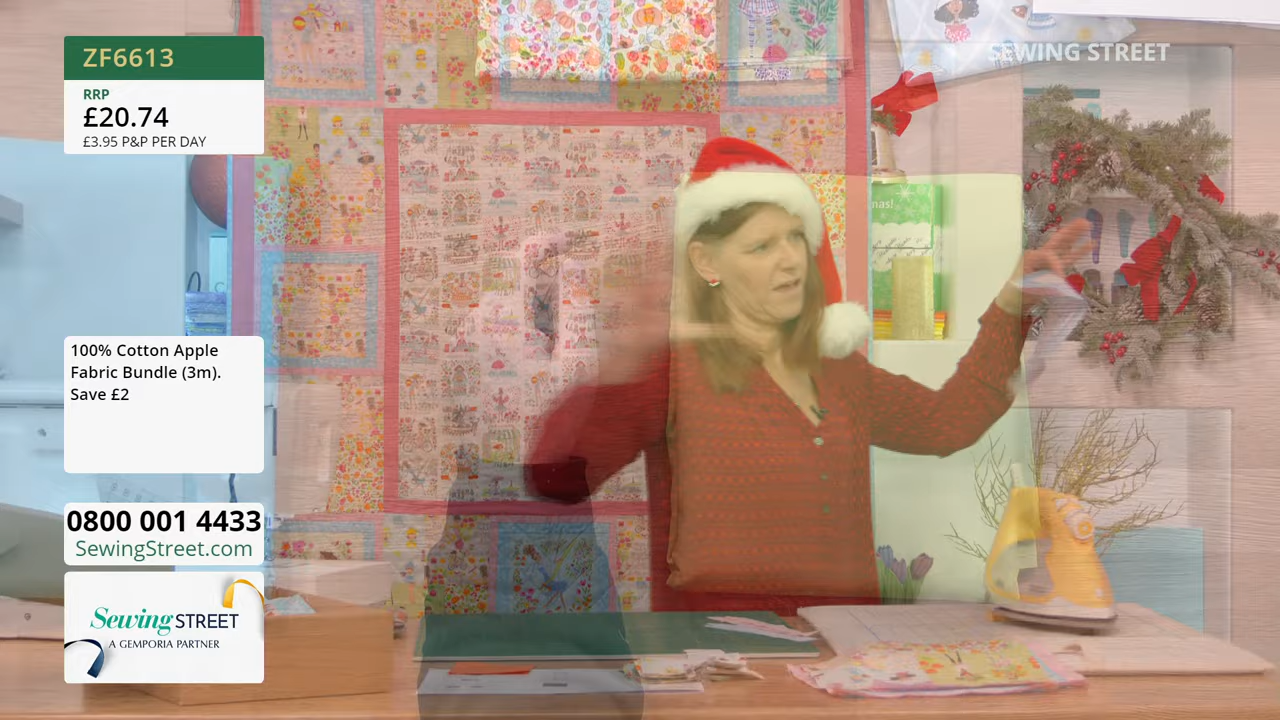 ZF6613
RRP
£20.74
£3.95 P&P PER DAY
SEWING STREET
mas!
100% Cotton Apple
Fabric Bundle (3m).
Save £2
0800 001 4433
SewingStreet.com
Sewing STREET
A GEMPORIA PARTNER